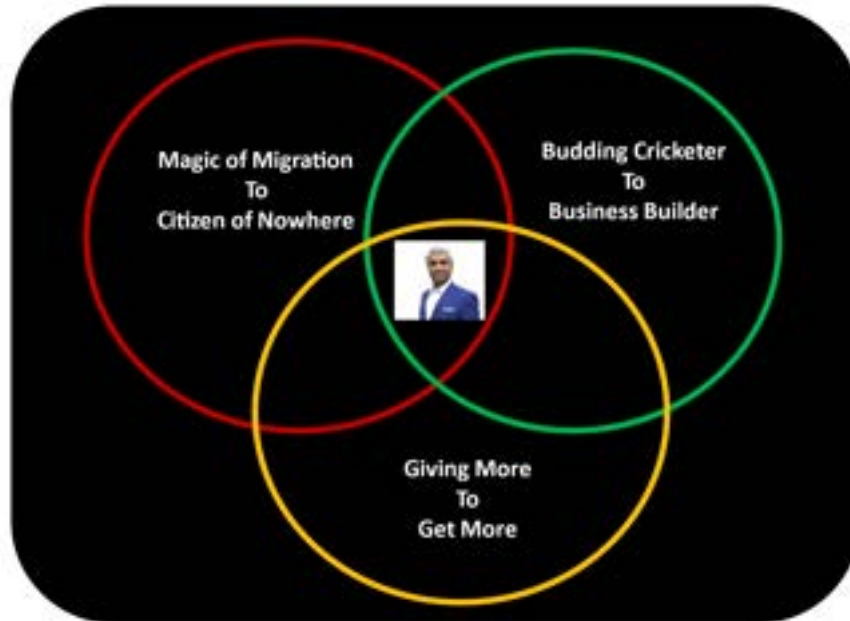 Magic of Migration
To
Citizen of Nowhere
Budding Cricketer
To
Business Builder
Giving More
To
Get More